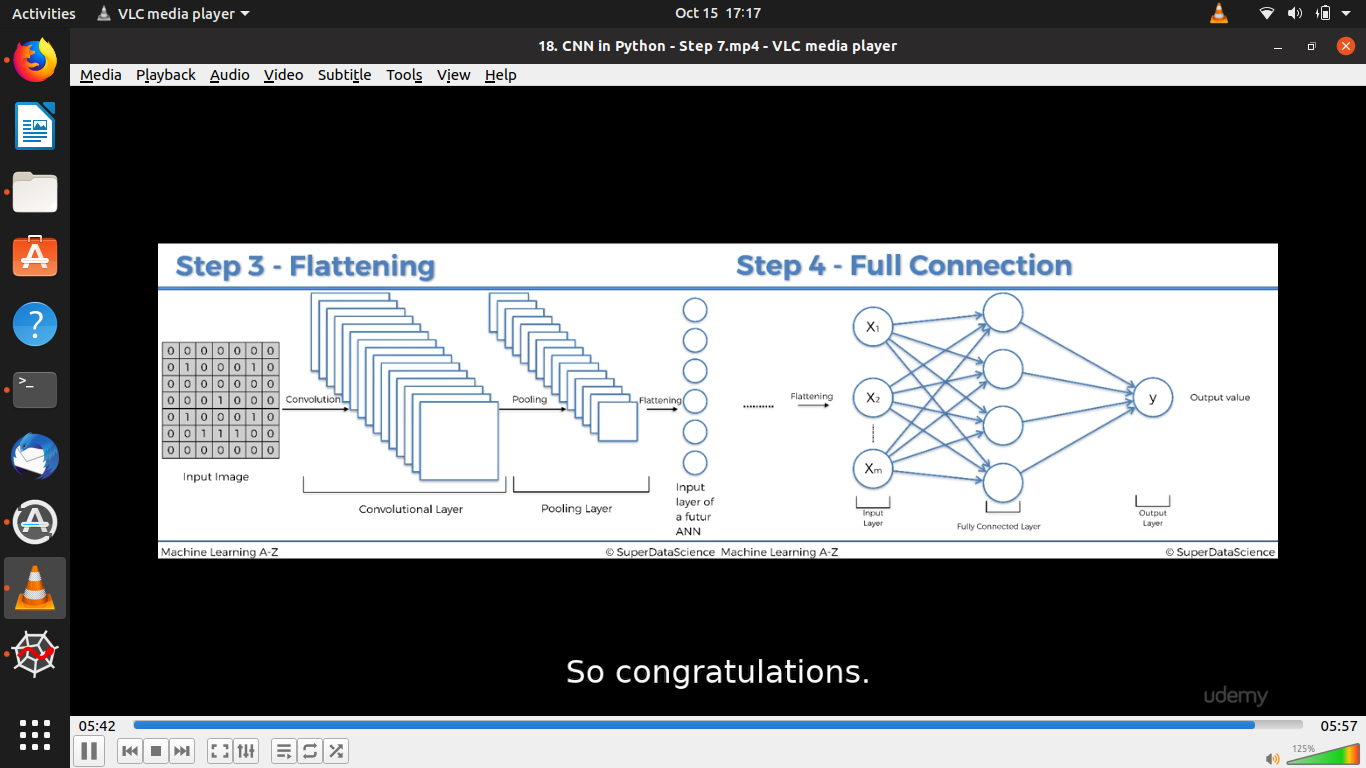 Activities VLC media player Oct 15 17:17
18. CNN in Python - Step 7.mp4 - VLC media player
Media Playback Audio Video Subtitle Tools View Help
Step 3 - Flattening
0 0 0 0 0 0 0
0 1 0 0 0 1 0
0 0 0 0 0 0 0
0 0 0 1 0 0 0
0 1 0 0 0 1 0
0 0 1 1 1 0 0
0 0 0 0 0 0 0
Input Image
Convolution
Convolutional Layer
Pooling
Pooling Layer
Flattening
Input
layer of
a futur
ANN
Machine Learning A-Z © SuperDataScience
Step 4 - Full Connection
..........
Flattening
X1
X2
Xm
y
Output value
Input
Layer
Fully Connected Layer
Output
Layer
Machine Learning A-Z © SuperDataScience
So congratulations.
udemy
05:42 05:57
125%